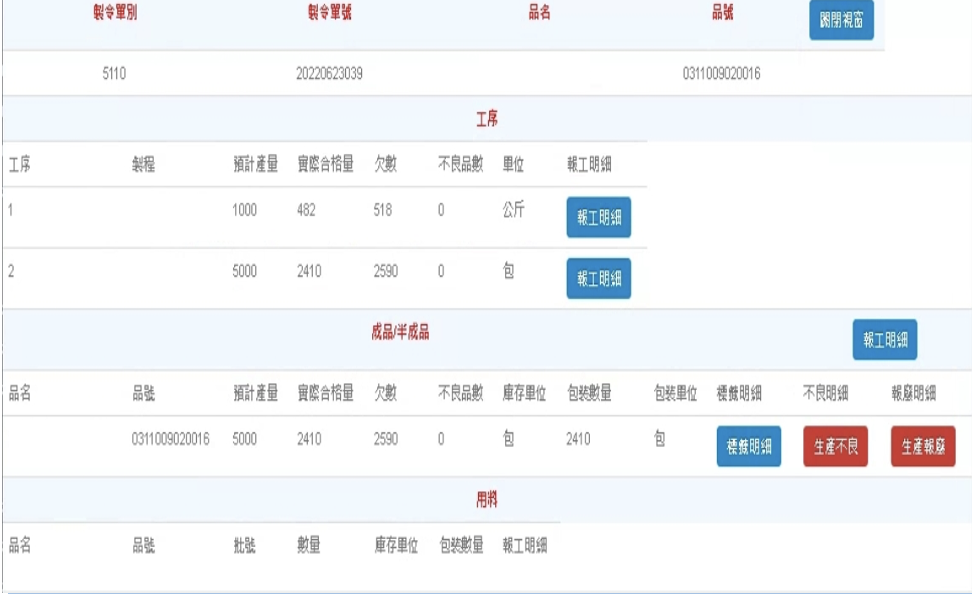 製令單別 製令單號 品名 品號 關閉視窗
5110 20220623039 0311009020016
工序
工序 製程 預計產量 實際合格量 欠數 不良品數 單位 報工明細
1 1000 482 518 0 公斤 報工明細
2 5000 2410 2590 0 包 報工明細
成品/半成品 報工明細
品名 品號 預計產量 實際合格量 欠數 不良品數 庫存單位 包裝數量 包裝單位 標籤明細 不良明細 報廢明細
0311009020016 5000 2410 2590 0 包 2410 包 標籤明細 生產不良 生產報廢
用料
品名 品號 批號 數量 庫存單位 包裝數量 報工明細